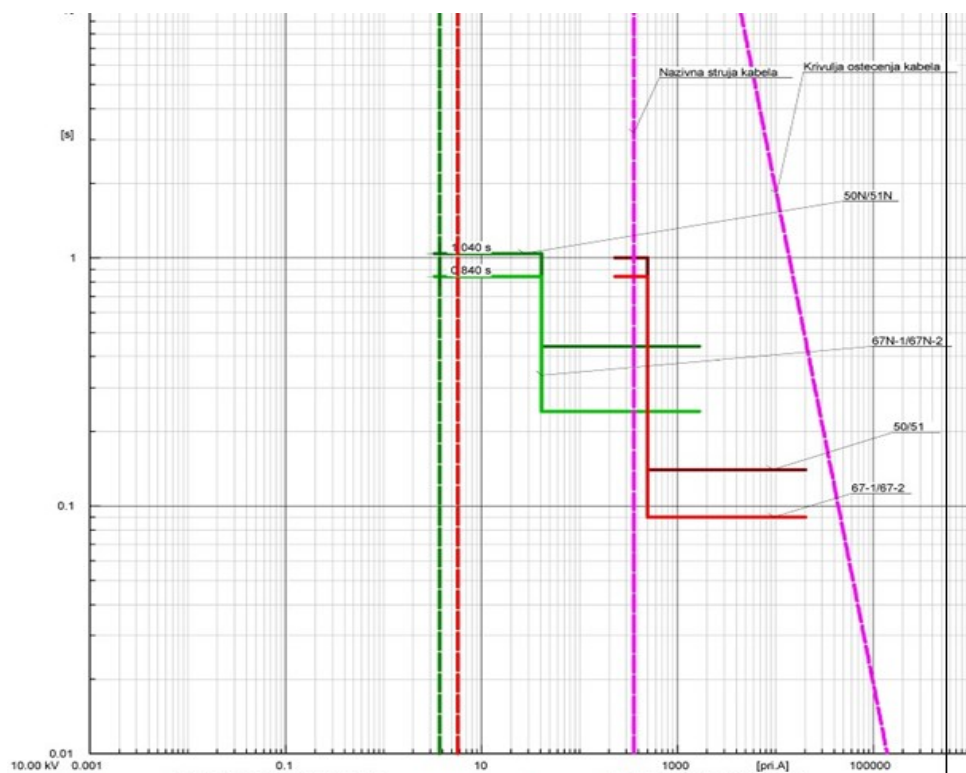 [s]
Nazivna struja kabela
Krivulja ostecenja kabela
50N/51N
1.040 s
1
0.840 s
67N-1/67N-2
50/51
67-1/67-2
0.1
0.01
10.00 kV
0.001
0.1
10
1000
[pri.A]
100000